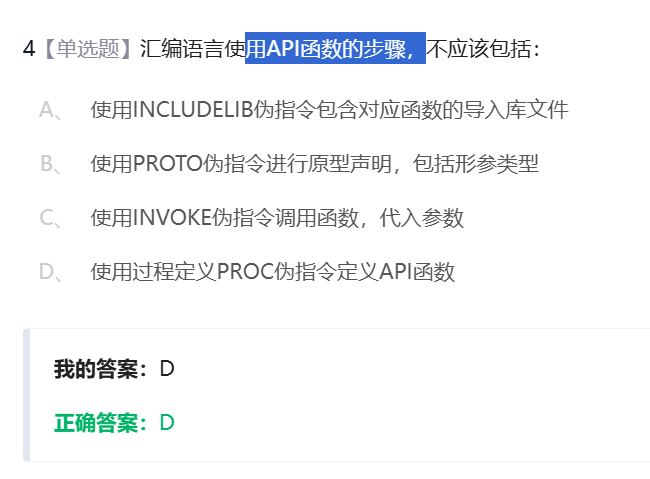 4【单选题】汇编语言使用API函数的步骤，不应该包括：
A、 使用INCLUDELIB伪指令包含对应函数的导入库文件
B、 使用PROTO伪指令进行原型声明，包括形参类型
C、 使用INVOKE伪指令调用函数，代入参数
D、 使用过程定义PROC伪指令定义API函数
我的答案：D
正确答案：D